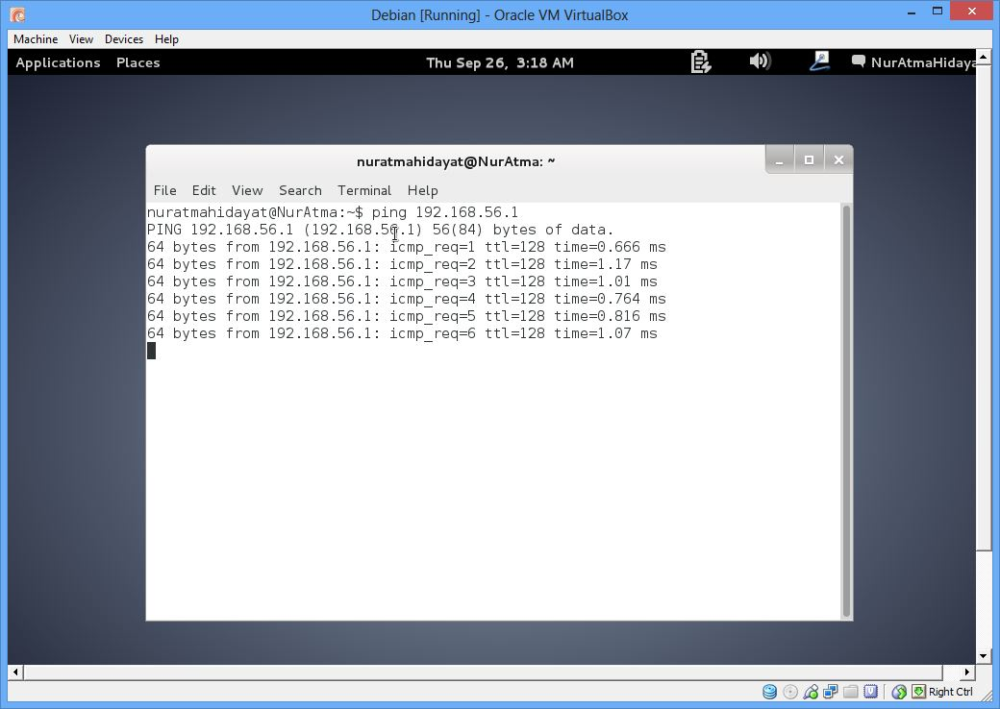 Debian [Running] - Oracle VM VirtualBox
Machine View Devices Help
Applications Places Thu Sep 26, 3:18 AM NurAtmaHidaya
nuratmahidayat@NurAtma: ~
File Edit View Search Terminal Help
nuratmahidayat@NurAtma:~$ ping 192.168.56.1
PING 192.168.56.1 (192.168.56.1) 56(84) bytes of data.
64 bytes from 192.168.56.1: icmp_req=1 ttl=128 time=0.666 ms
64 bytes from 192.168.56.1: icmp_req=2 ttl=128 time=1.17 ms
64 bytes from 192.168.56.1: icmp_req=3 ttl=128 time=1.01 ms
64 bytes from 192.168.56.1: icmp_req=4 ttl=128 time=0.764 ms
64 bytes from 192.168.56.1: icmp_req=5 ttl=128 time=0.816 ms
64 bytes from 192.168.56.1: icmp_req=6 ttl=128 time=1.07 ms
Right Ctrl